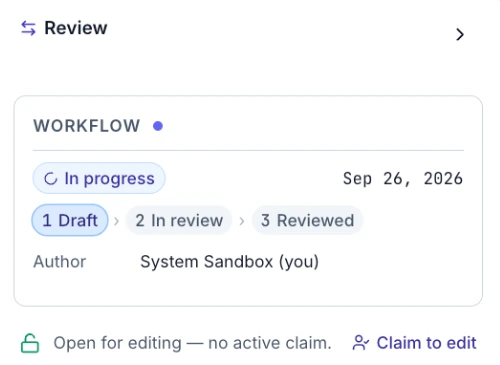 Review
WORKFLOW
In progress Sep 26, 2026
1 Draft › 2 In review › 3 Reviewed
Author System Sandbox (you)
Open for editing — no active claim. Claim to edit